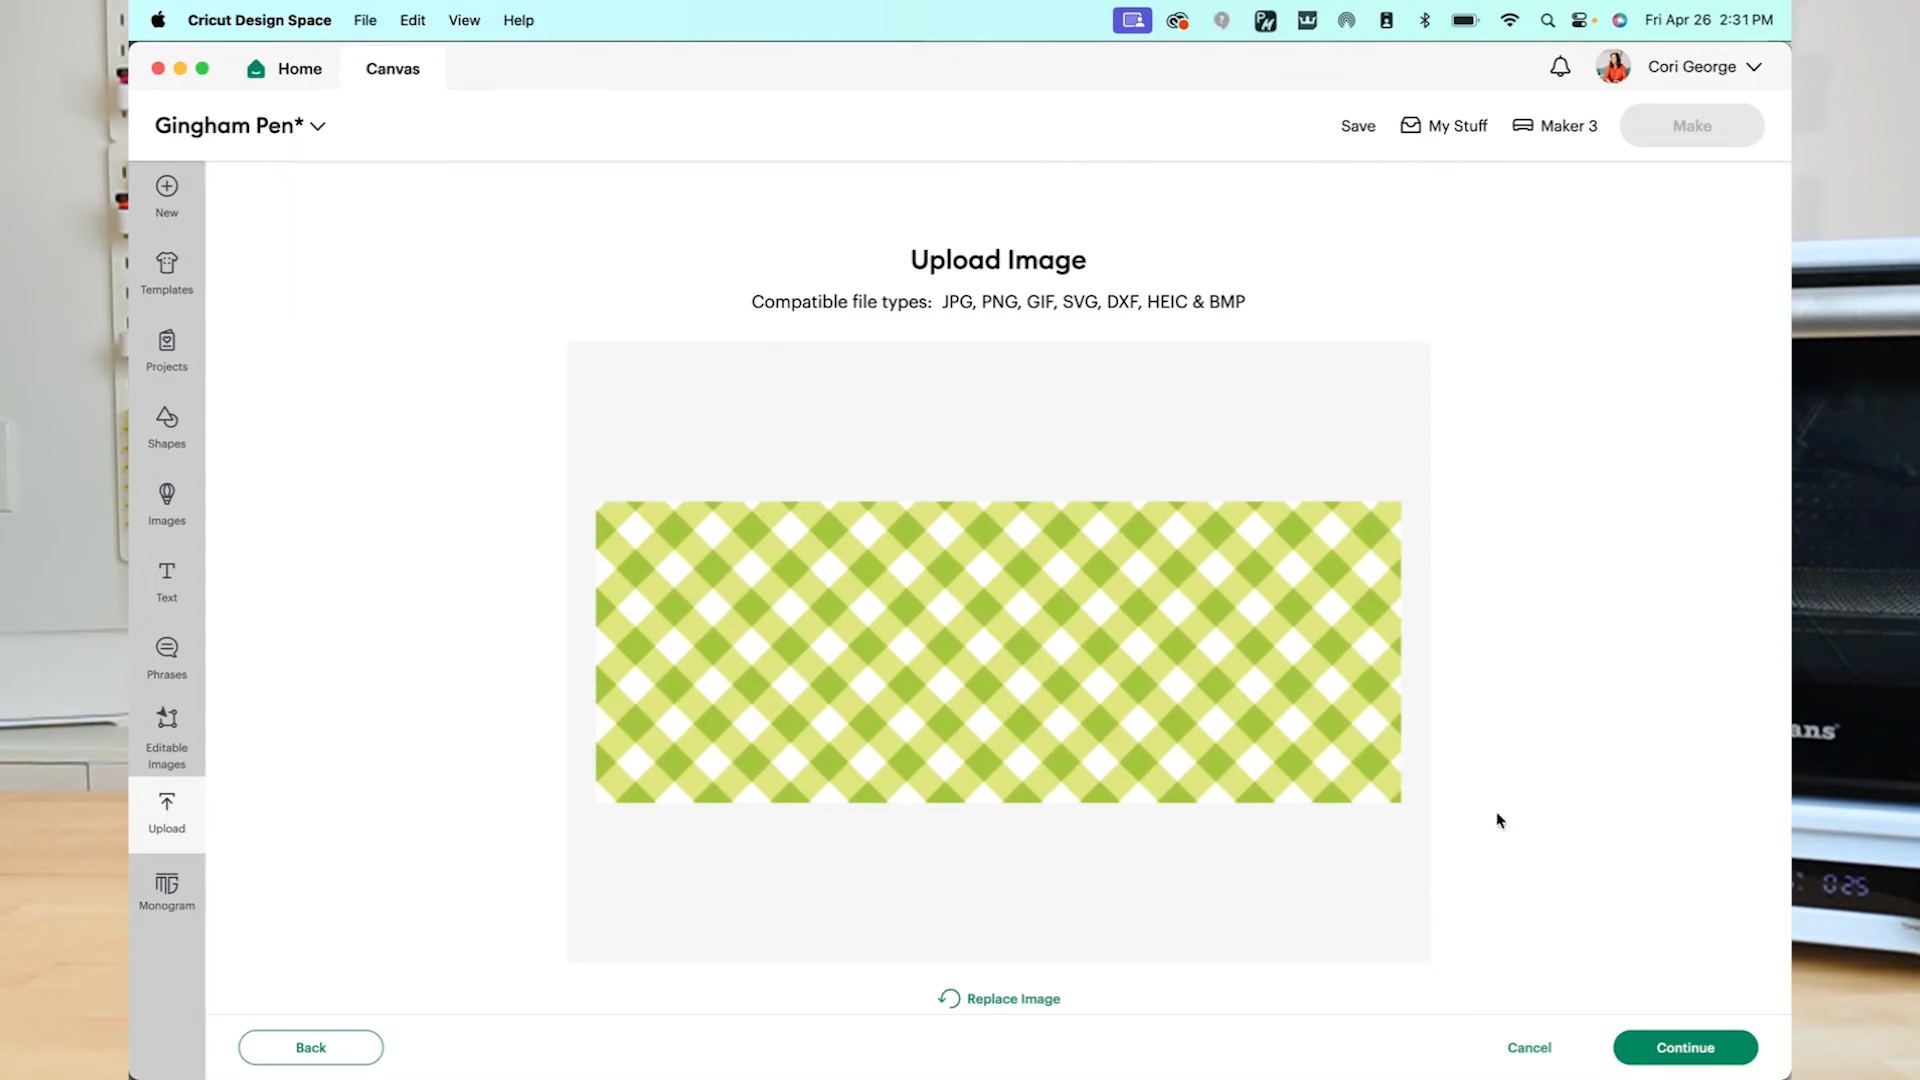 Cricut Design Space File Edit View Help Fri Apr 26 2:31 PM
Home Canvas Cori George
Gingham Pen* Save My Stuff Maker 3 Make
New
Templates
Projects
Shapes
Images
Text
Phrases
Editable
Images
Upload
Monogram
Upload Image
Compatible file types: JPG, PNG, GIF, SVG, DXF, HEIC & BMP
Replace Image
Back Cancel Continue
ans
025